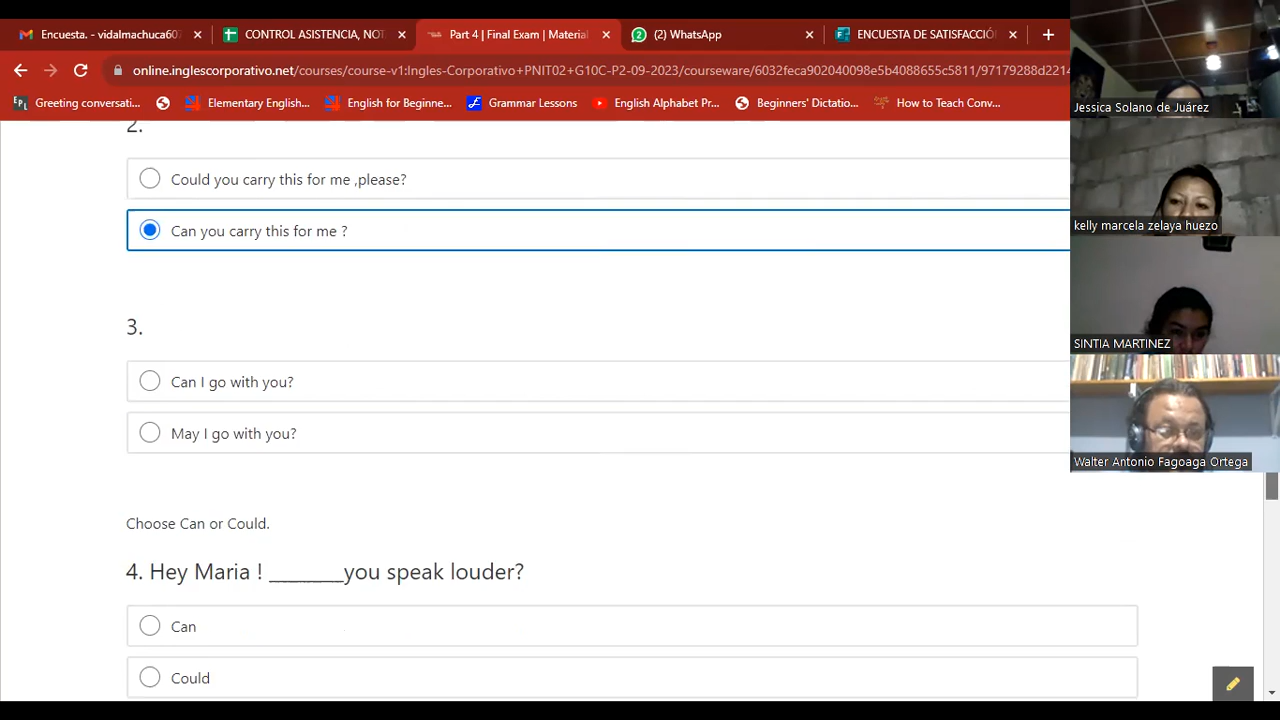 Encuesta. - vidalmachuca607
CONTROL ASISTENCIA, NOT
Part 4 | Final Exam | Material
(2) WhatsApp
ENCUESTA DE SATISFACCIÓ
online.inglescorporativo.net/courses/course-v1:Ingles-Corporativo+PNIT02+G10C-P2-09-2023/courseware/6032feca902040098e5b4088655c5811/97179288d2214
Greeting conversati...
Elementary English...
English for Beginne...
Grammar Lessons
English Alphabet Pr...
Beginners' Dictatio...
How to Teach Conv...
2.
Could you carry this for me ,please?
Can you carry this for me ?
3.
Can I go with you?
May I go with you?
Choose Can or Could.
4. Hey Maria ! _______you speak louder?
Can
Could
Jessica Solano de Juárez
kelly marcela zelaya huezo
SINTIA MARTINEZ
Walter Antonio Fagoaga Ortega